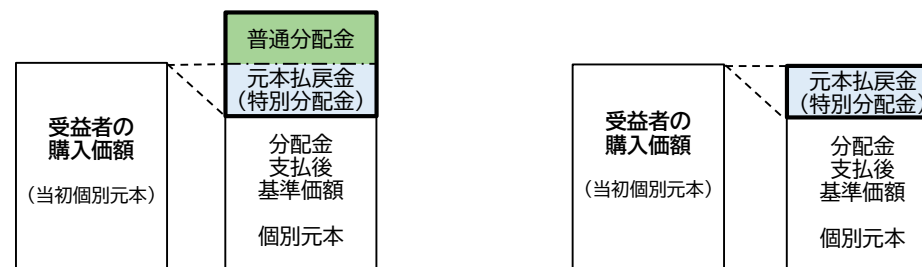 普通分配金
元本払戻金
（特別分配金）
受益者の
購入価額
（当初個別元本）
分配金
支払後
基準価額
個別元本
元本払戻金
（特別分配金）
受益者の
購入価額
（当初個別元本）
分配金
支払後
基準価額
個別元本